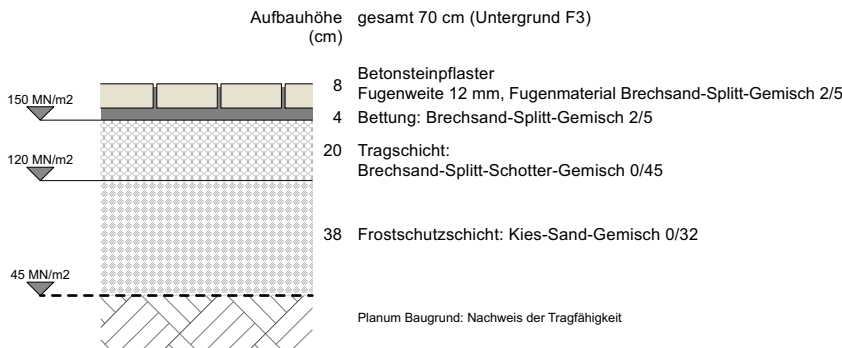 Aufbauhöhe gesamt 70 cm (Untergrund F3)
(cm)
Betonsteinpflaster
8 Fugenweite 12 mm, Fugenmaterial Brechsand-Splitt-Gemisch 2/5
150 MN/m2
4 Bettung: Brechsand-Splitt-Gemisch 2/5
20 Tragschicht:
Brechsand-Splitt-Schotter-Gemisch 0/45
120 MN/m2
38 Frostschutzschicht: Kies-Sand-Gemisch 0/32
45 MN/m2
Planum Baugrund: Nachweis der Tragfähigkeit